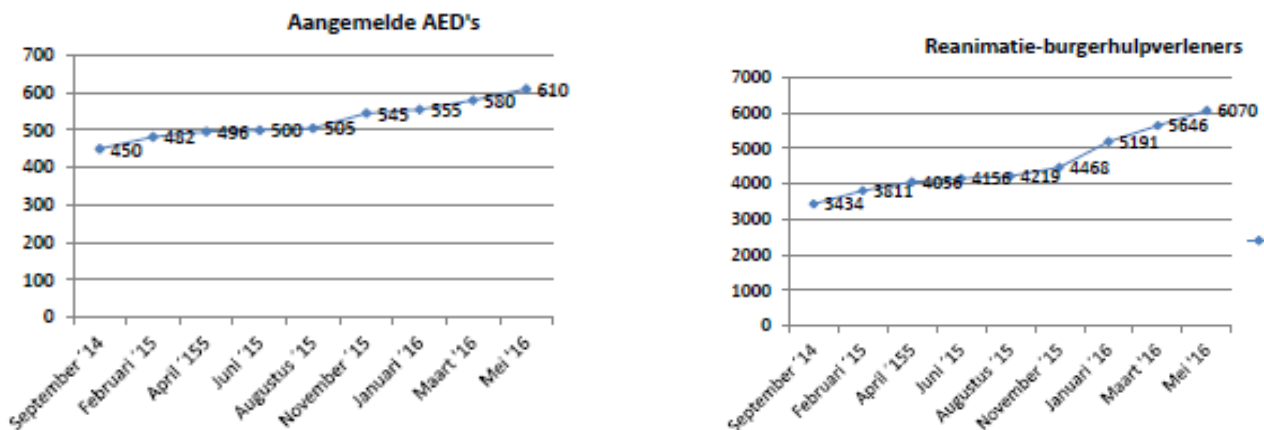 Aangemelde AED's
700
600
500
400
300
200
100
0
450
482
496
500
505
545
555
580
610
September '14
Februari '15
April '155
Juni '15
Augustus '15
November '15
Januari '16
Maart '16
Mei '16
Reanimatie-burgerhulpverleners
7000
6000
5000
4000
3000
2000
1000
0
3434
3811
4056
4156
4219
4468
5191
5646
6070
September '14
Februari '15
April '155
Juni '15
Augustus '15
November '15
Januari '16
Maart '16
Mei '16